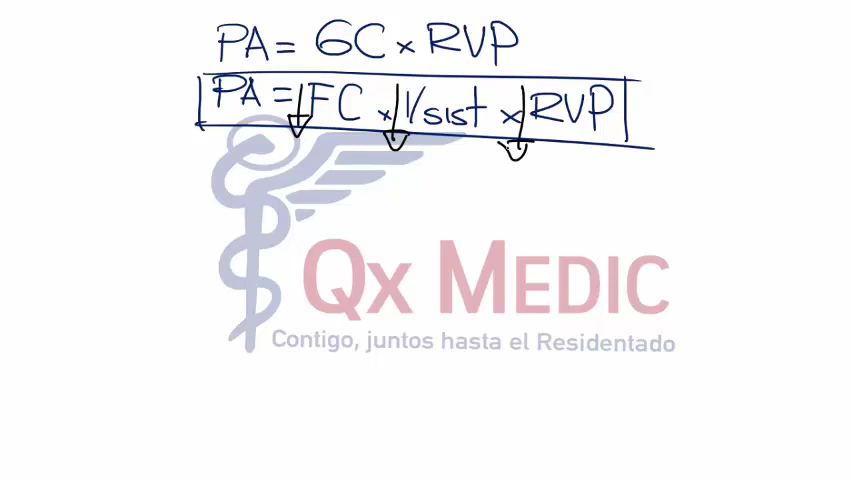 PA = GC x RVP
PA = ↓FC x ↓V sist x ↓RVP
Qx MEDIC
Contigo, juntos hasta el Residentado